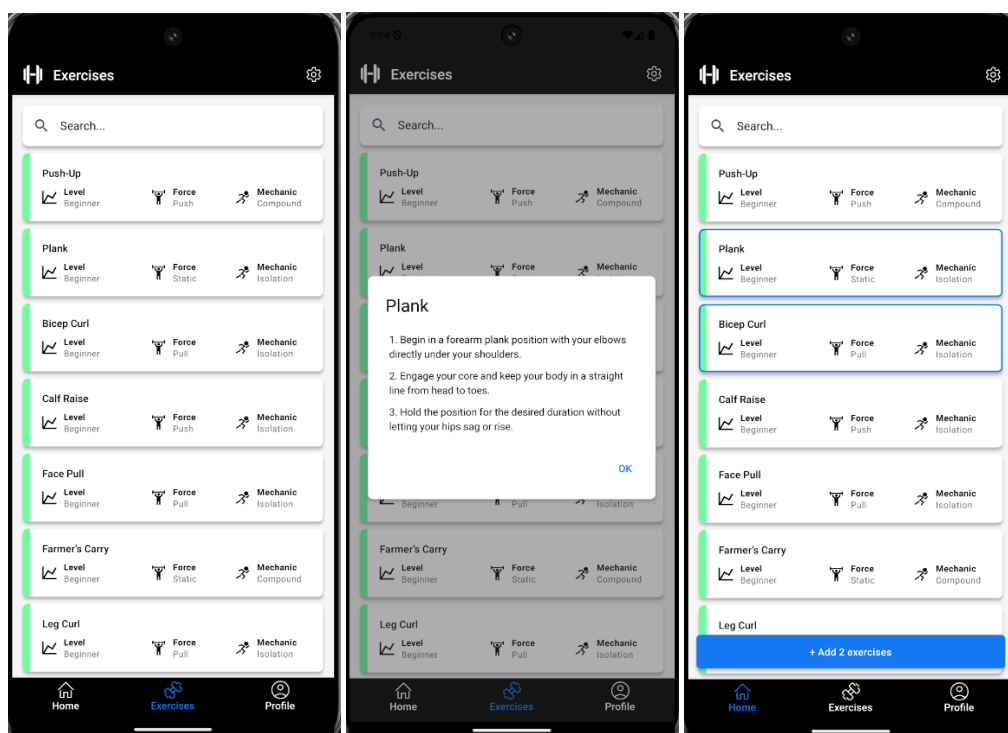 Exercises
Search...
Push-Up
Level Force Mechanic
Beginner Push Compound
Plank
Level Force Mechanic
Beginner Static Isolation
Bicep Curl
Level Force Mechanic
Beginner Pull Isolation
Calf Raise
Level Force Mechanic
Beginner Push Isolation
Face Pull
Level Force Mechanic
Beginner Pull Isolation
Farmer's Carry
Level Force Mechanic
Beginner Static Compound
Leg Curl
Level Force Mechanic
Beginner Pull Isolation
Home Exercises Profile
9:04
Exercises
Search...
Push-Up
Level Force Mechanic
Beginner Push Compound
Plank
Level Force Mechanic
Plank
1. Begin in a forearm plank position with your elbows
directly under your shoulders.
2. Engage your core and keep your body in a straight
line from head to toes.
3. Hold the position for the desired duration without
letting your hips sag or rise.
OK
Beginner Pull Isolation
Farmer's Carry
Level Force Mechanic
Beginner Static Compound
Leg Curl
Level Force Mechanic
Beginner Pull Isolation
Home Exercises Profile
Exercises
Search...
Push-Up
Level Force Mechanic
Beginner Push Compound
Plank
Level Force Mechanic
Beginner Static Isolation
Bicep Curl
Level Force Mechanic
Beginner Pull Isolation
Calf Raise
Level Force Mechanic
Beginner Push Isolation
Face Pull
Level Force Mechanic
Beginner Pull Isolation
Farmer's Carry
Level Force Mechanic
Beginner Static Compound
Leg Curl
+ Add 2 exercises
Home Exercises Profile